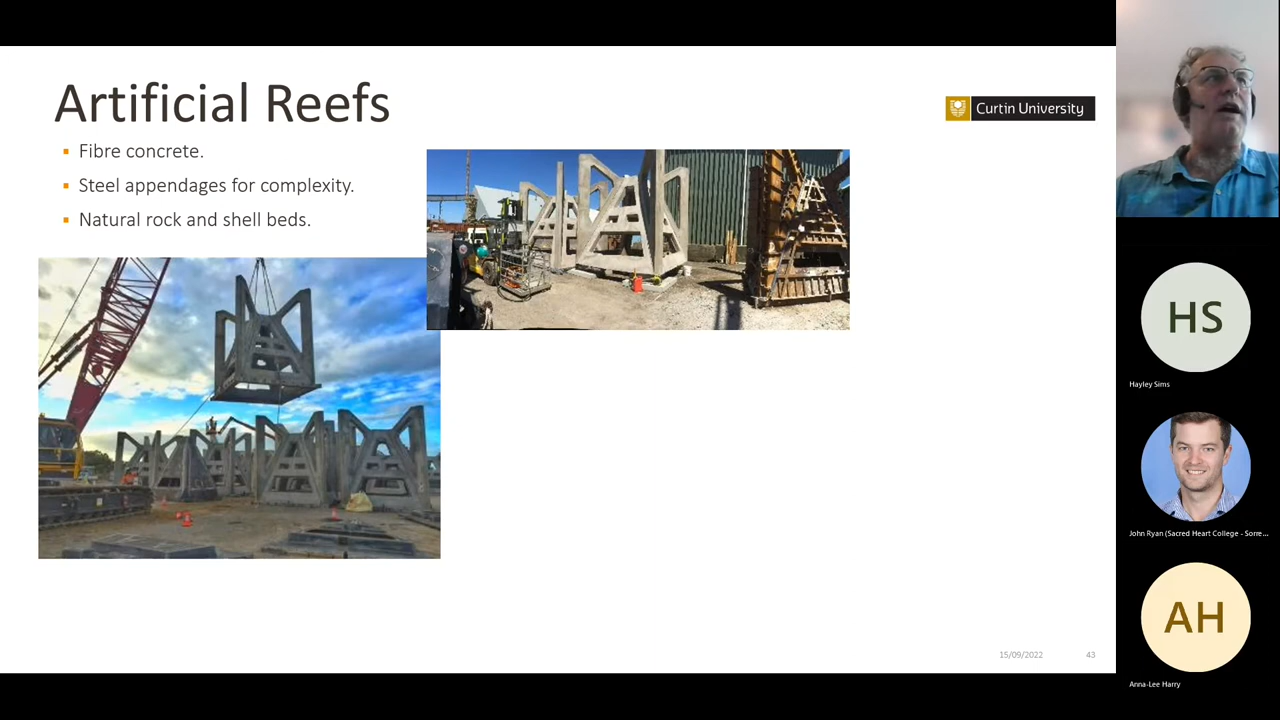 Artificial Reefs
Curtin University
Fibre concrete.
Steel appendages for complexity.
Natural rock and shell beds.
15/09/2022
43
HS
Hayley Sims
John Ryan (Sacred Heart College - Sorre...
AH
Anna-Lee Harry